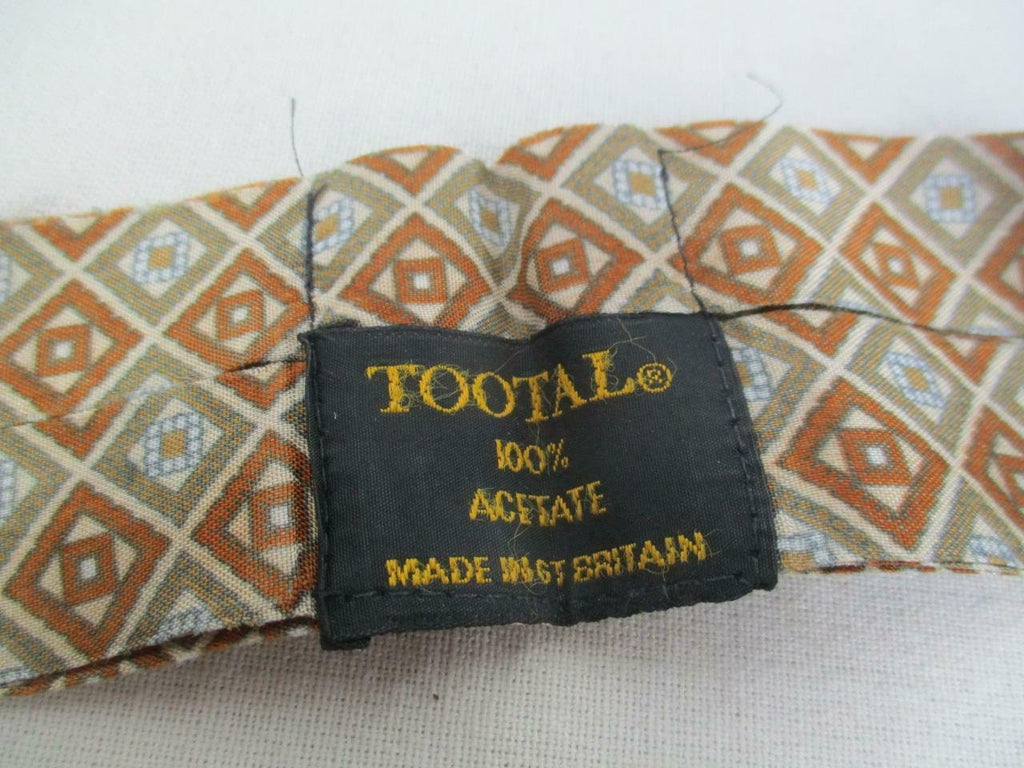 TOOTAL®
100%
ACETATE
MADE IN GT BRITAIN